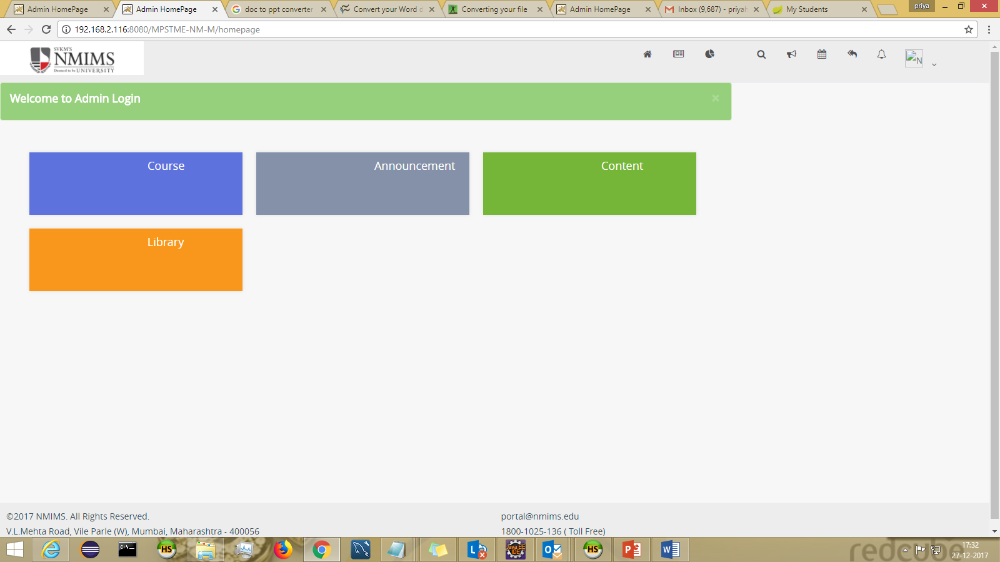 priya
Admin HomePage
Admin HomePage
doc to ppt converter
Convert your Word d
Converting your file
Admin HomePage
Inbox (9,687) - priyah
My Students
192.168.2.116:8080/MPSTME-NM-M/homepage
SVKM'S
NMIMS
Deemed to be UNIVERSITY
N
Welcome to Admin Login
×
Course
Announcement
Content
Library
©2017 NMIMS. All Rights Reserved.
portal@nmims.edu
V.L.Mehta Road, Vile Parle (W), Mumbai, Maharashtra - 400056
1800-1025-136 ( Toll Free)
C:\_
HS
L
Java EE
IDE
O
HS
P
W
redcube
17:32
27-12-2017